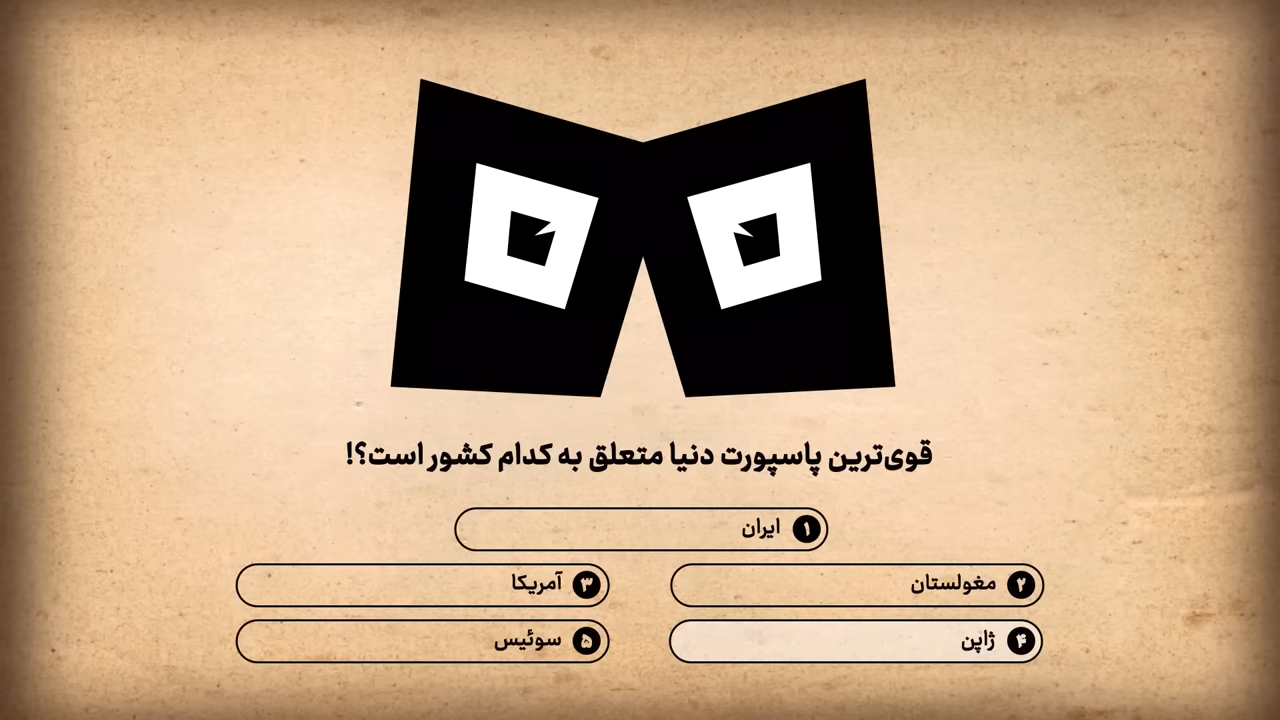 قوی‌ترین پاسپورت دنیا متعلق به کدام کشور است؟!
۱ ایران
۲ مغولستان
۳ آمریکا
۴ ژاپن
۵ سوئیس